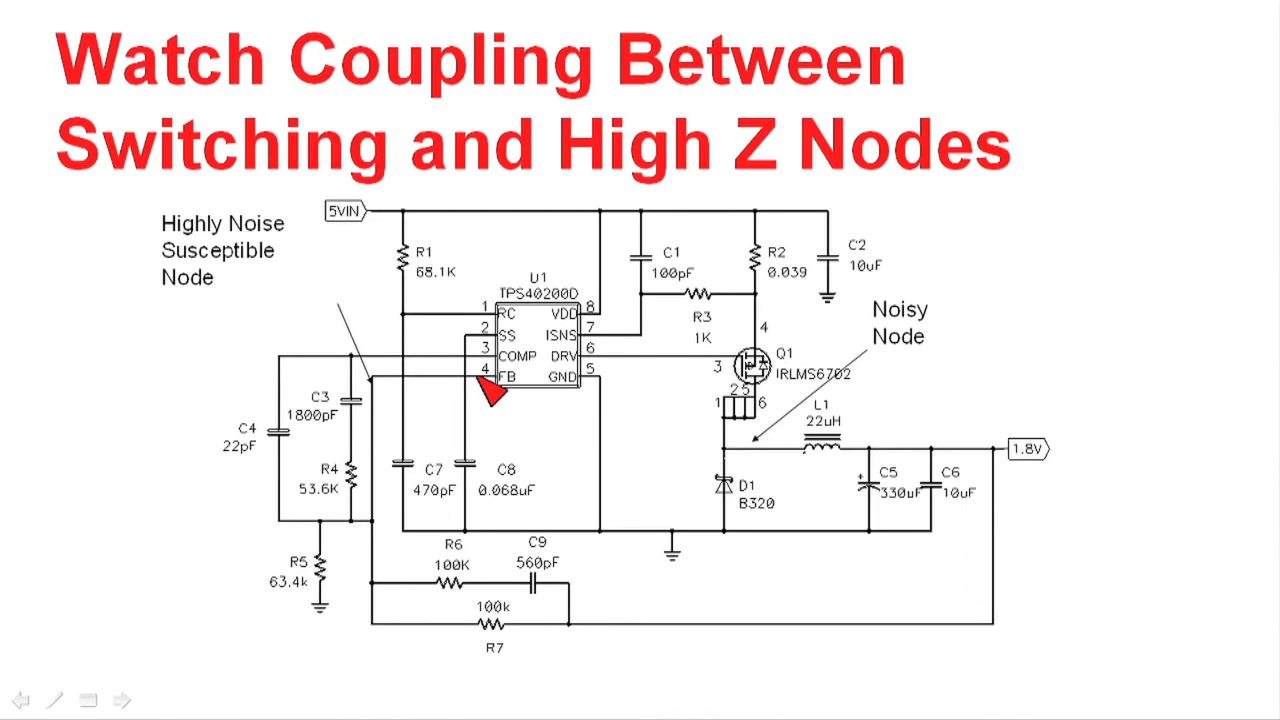 Watch Coupling Between
Switching and High Z Nodes
Highly Noise
Susceptible
Node
5VIN
R1
68.1K
U1
TPS40200D
1 RC
2 SS
3 COMP
4 FB
VDD 8
ISNS 7
DRV 6
GND 5
C1
100pF
R2
0.039
C2
10uF
R3
1K
Noisy
Node
4
3
Q1
IRLMS6702
1 2 5 6
L1
22uH
1.8V
C3
1800pF
C4
22pF
R4
53.6K
C7
470pF
C8
0.068uF
D1
B320
+
C5
330uF
C6
10uF
R5
63.4k
R6
100K
C9
560pF
100k
R7